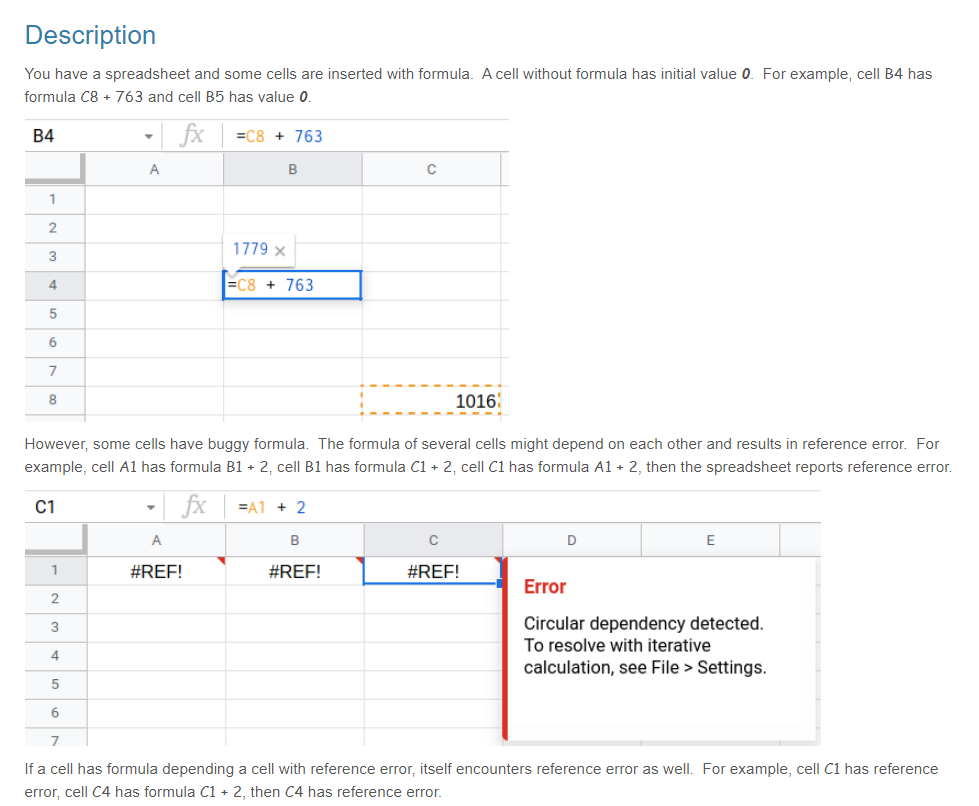 Description
You have a spreadsheet and some cells are inserted with formula. A cell without formula has initial value 0. For example, cell B4 has
formula C8 + 763 and cell B5 has value 0.
B4 fx =C8 + 763
A B C
1
2
3
1779 ×
4 =C8 + 763
5
6
7
8 1016
However, some cells have buggy formula. The formula of several cells might depend on each other and results in reference error. For
example, cell A1 has formula B1 + 2, cell B1 has formula C1 + 2, cell C1 has formula A1 + 2, then the spreadsheet reports reference error.
C1 fx =A1 + 2
A B C D E
1 #REF! #REF! #REF!
Error
2
3 Circular dependency detected.
To resolve with iterative
4
calculation, see File > Settings.
5
6
7
If a cell has formula depending a cell with reference error, itself encounters reference error as well. For example, cell C1 has reference
error, cell C4 has formula C1 + 2, then C4 has reference error.